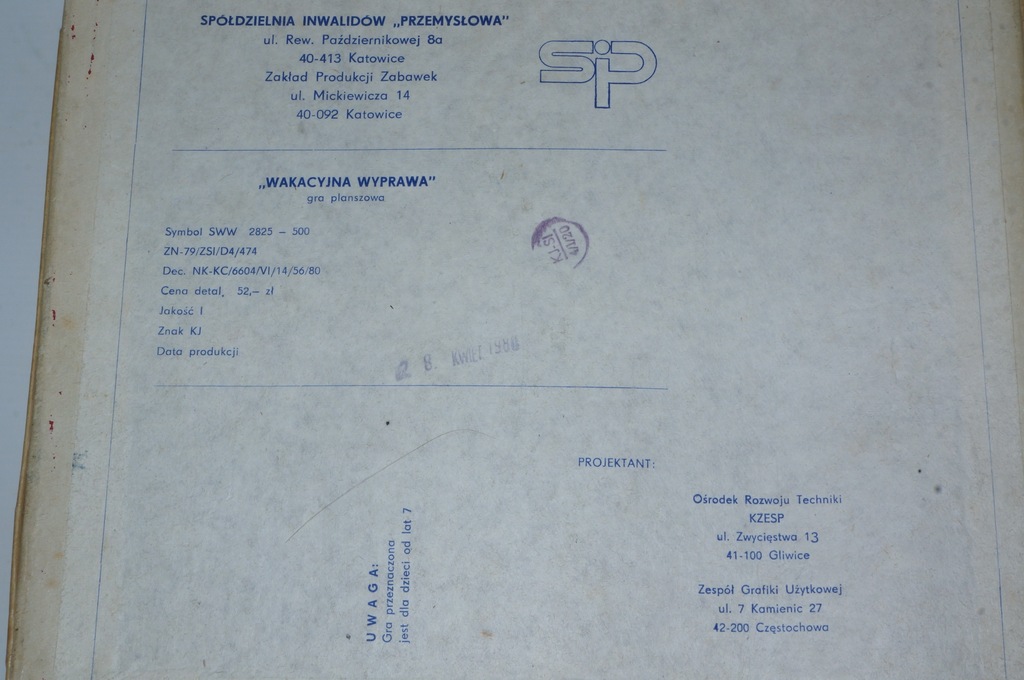 SPÓŁDZIELNIA INWALIDÓW „PRZEMYSŁOWA"
ul. Rew. Październikowej 8a
40-413 Katowice
Zakład Produkcji Zabawek
ul. Mickiewicza 14
40-092 Katowice
SiP
„WAKACYJNA WYPRAWA"
gra planszowa
Symbol SWW 2825 – 500
ZN-79/ZSI/D4/474
Dec. NK-KC/6604/VI/14/56/80
Cena detal. 52,– zł
Jakość I
Znak KJ
Data produkcji
KJ-SI
28 KWIE
PROJEKTANT:
Ośrodek Rozwoju Techniki
KZESP
ul. Zwycięstwa 13
41-100 Gliwice
Zespół Grafiki Użytkowej
ul. 7 Kamienic 27
42-200 Częstochowa
UWAGA:
Gra przeznaczona
jest dla dzieci od lat 7